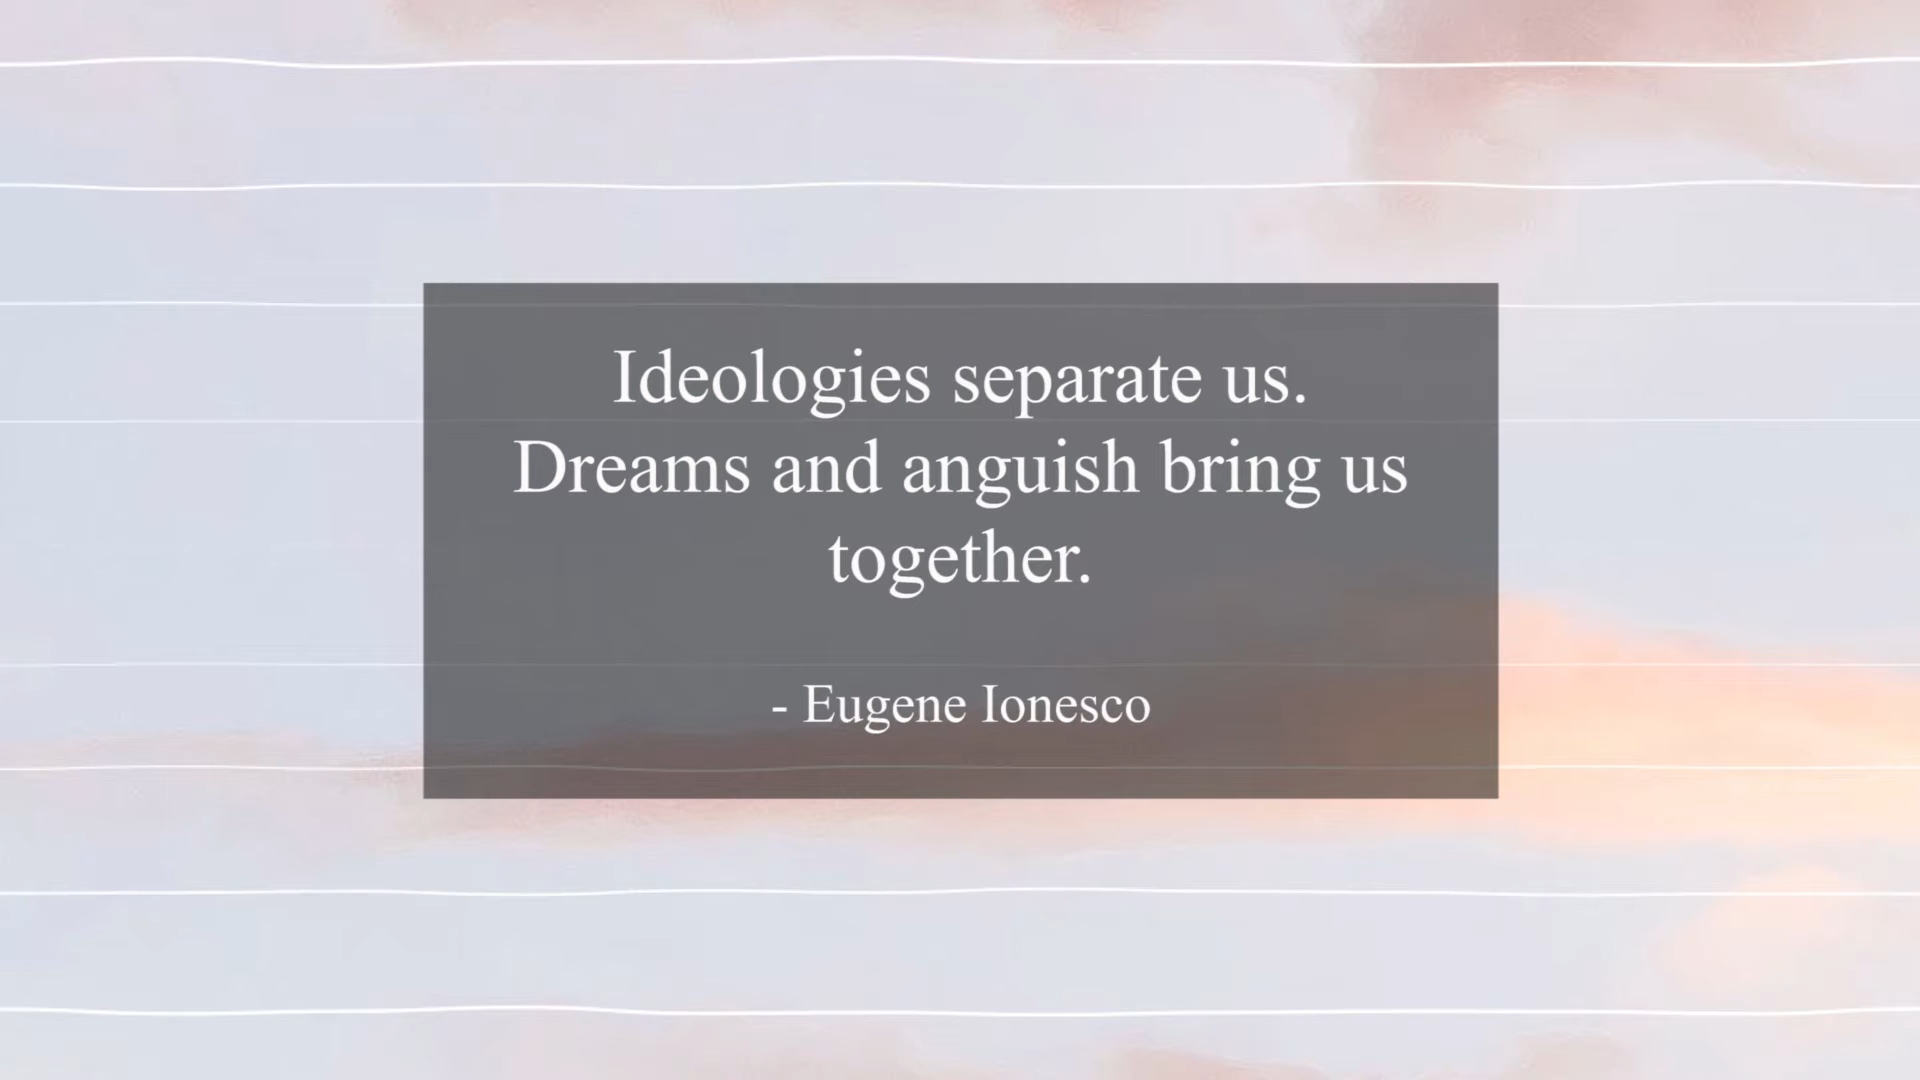 Ideologies separate us.
Dreams and anguish bring us
together.
- Eugene Ionesco